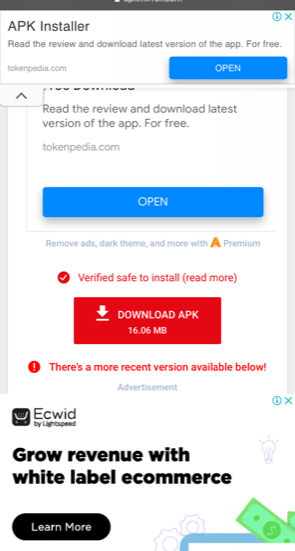 APK Installer
Read the review and download latest version of the app. For free.
tokenpedia.com
OPEN
Free Download
Read the review and download latest
version of the app. For free.
tokenpedia.com
OPEN
Remove ads, dark theme, and more with Premium
Verified safe to install (read more)
DOWNLOAD APK
16.06 MB
There's a more recent version available below!
Advertisement
Ecwid
by Lightspeed
Grow revenue with
white label ecommerce
Learn More